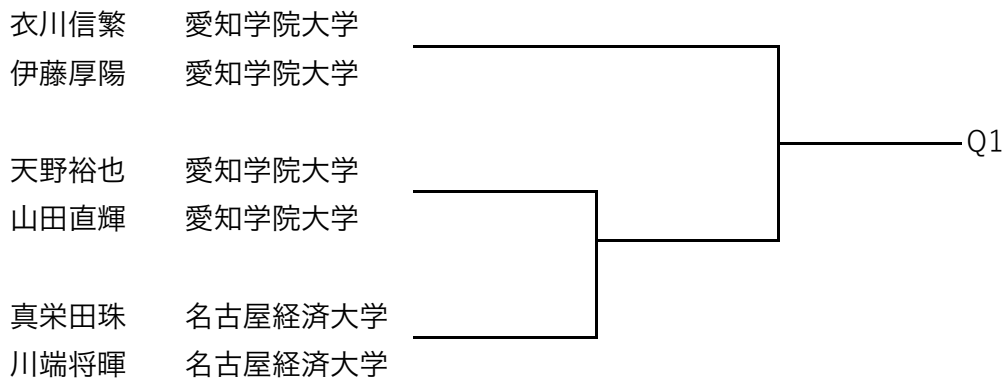 衣川信繁 愛知学院大学
伊藤厚陽 愛知学院大学
Q1
天野裕也 愛知学院大学
山田直輝 愛知学院大学
真栄田珠 名古屋経済大学
川端将暉 名古屋経済大学